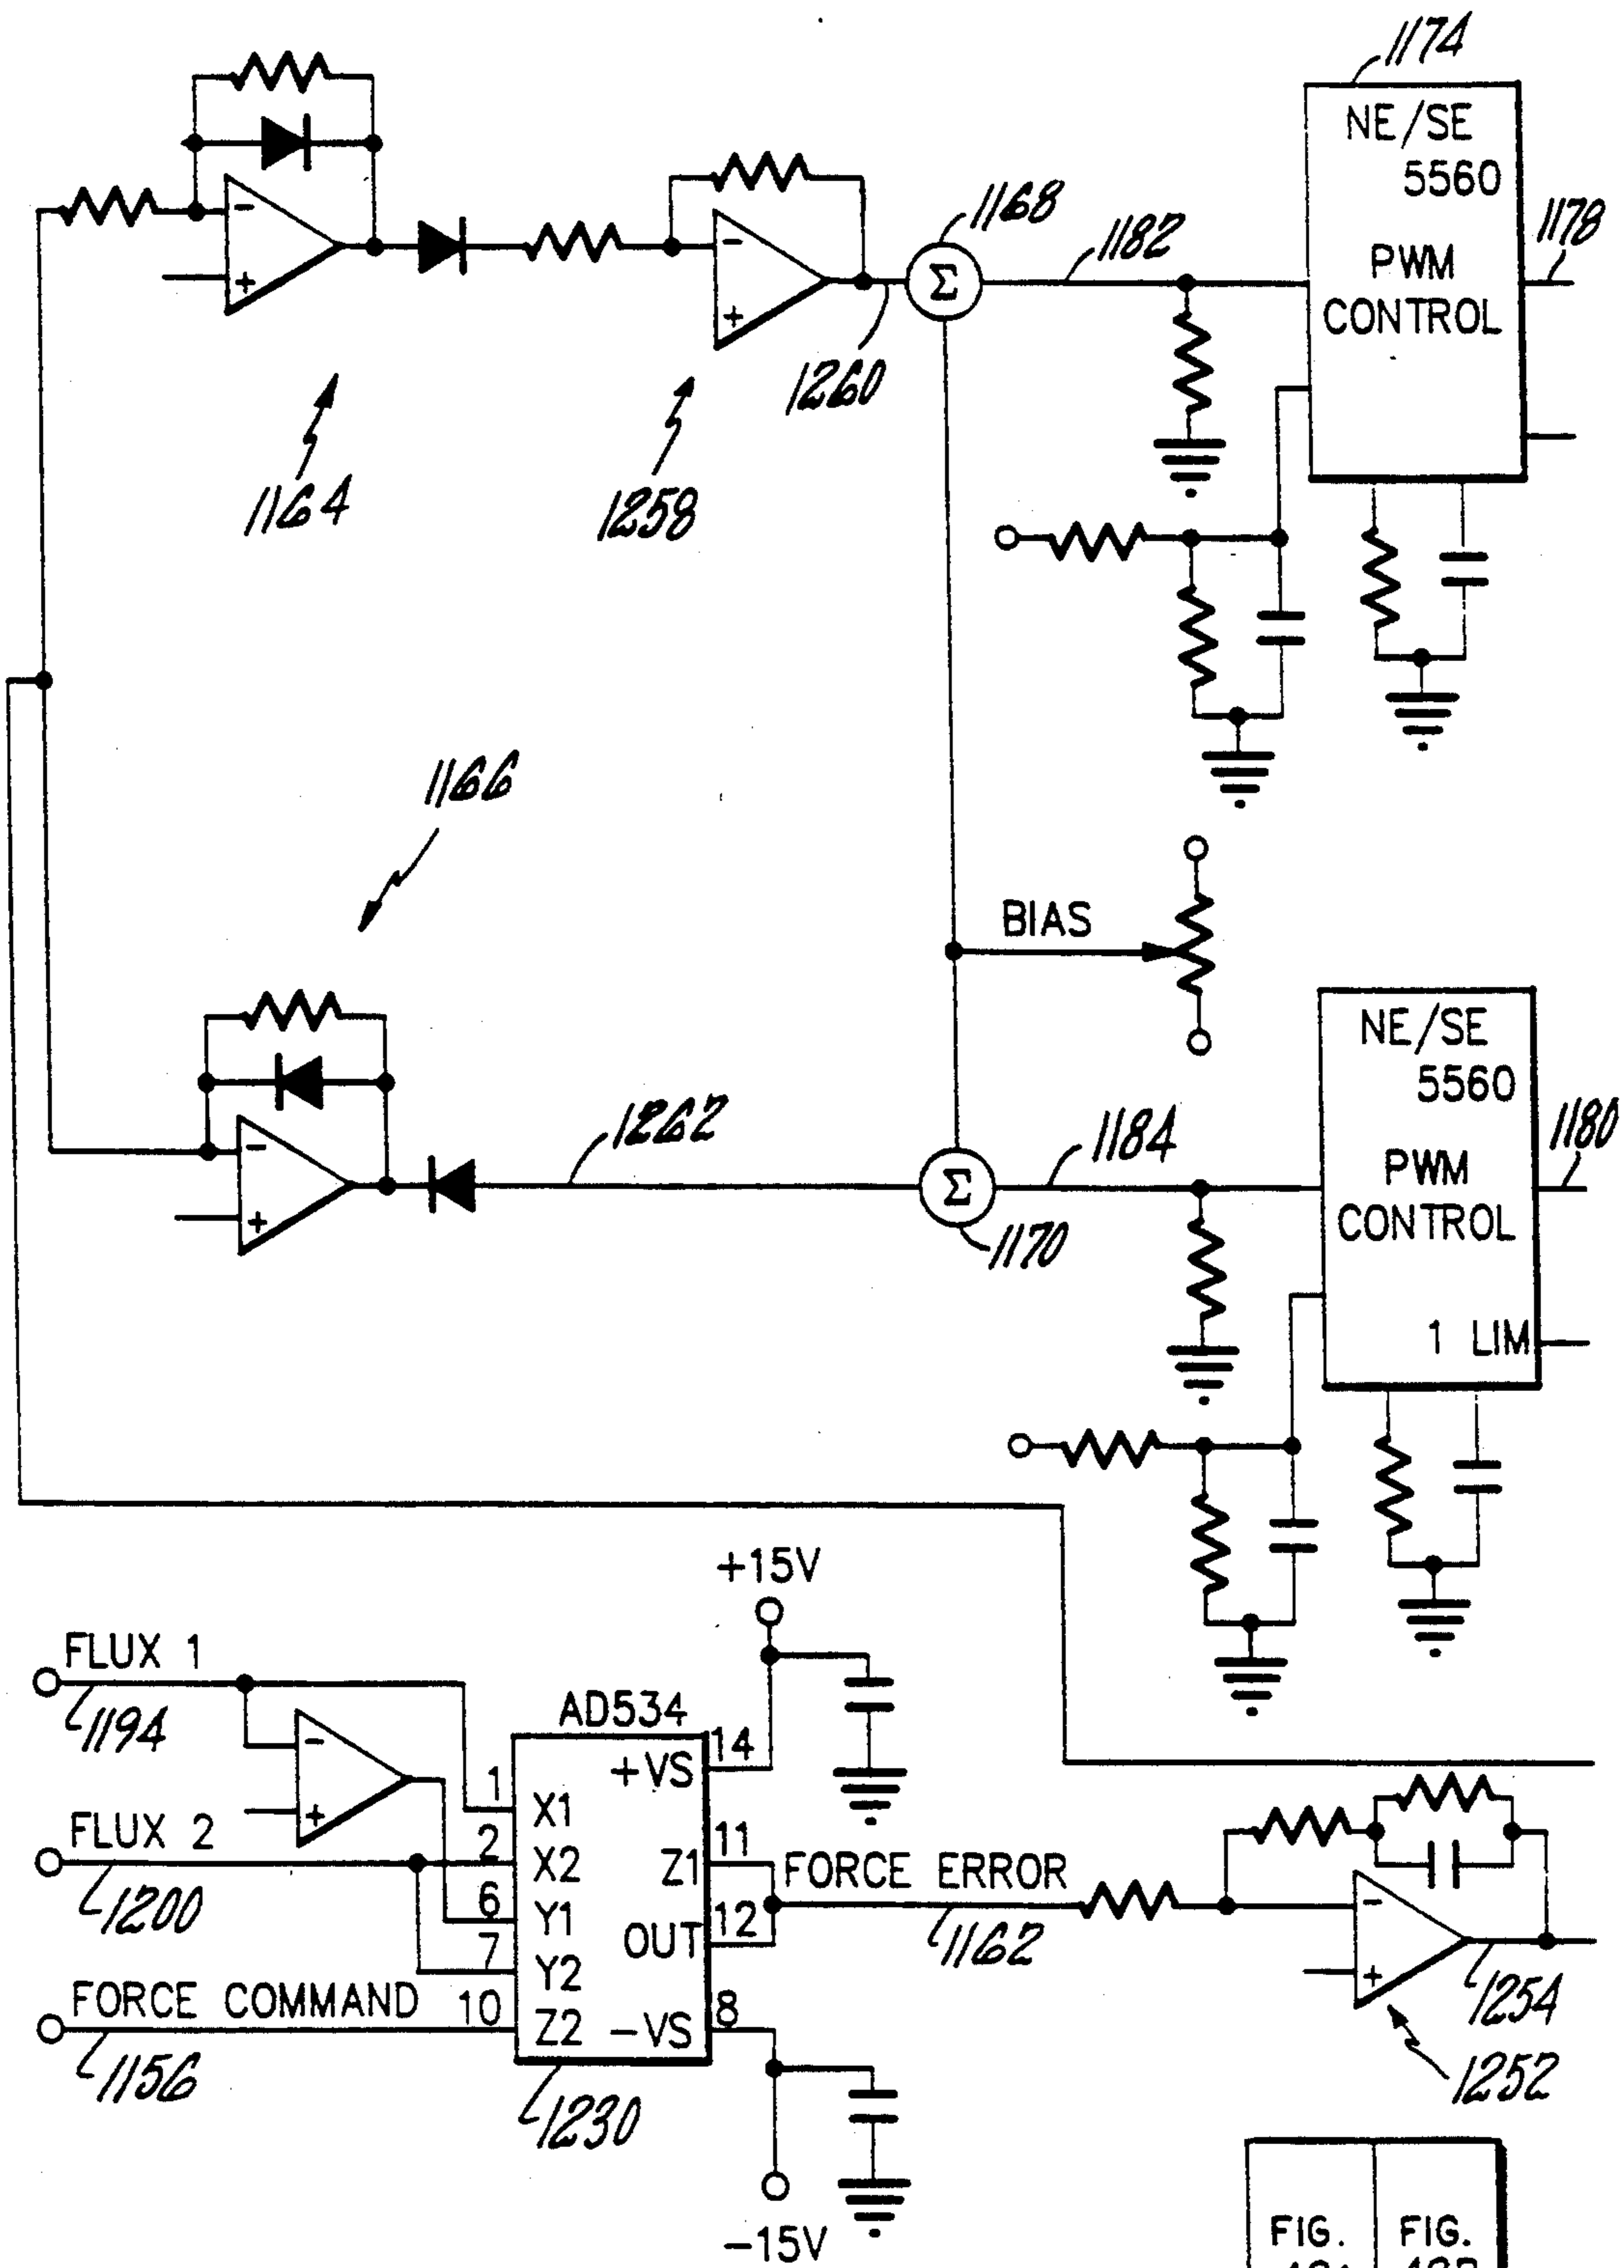 1174
NE/SE
5560
PWM
CONTROL
1178
-
+
-
+
1168
Σ
1182
1260
1164
1258
1166
BIAS
NE/SE
5560
PWM
CONTROL
1 LIM
1180
-
+
1262
Σ
1184
1170
+15V
FLUX 1
1194
-
+
AD534
14
+VS
1
X1
FLUX 2
1200
2
X2
11
Z1
FORCE ERROR
1162
6
Y1
12
OUT
7
Y2
FORCE COMMAND
1156
10
Z2
8
-VS
1230
-15V
-
+
1254
1252
FIG.
FIG.